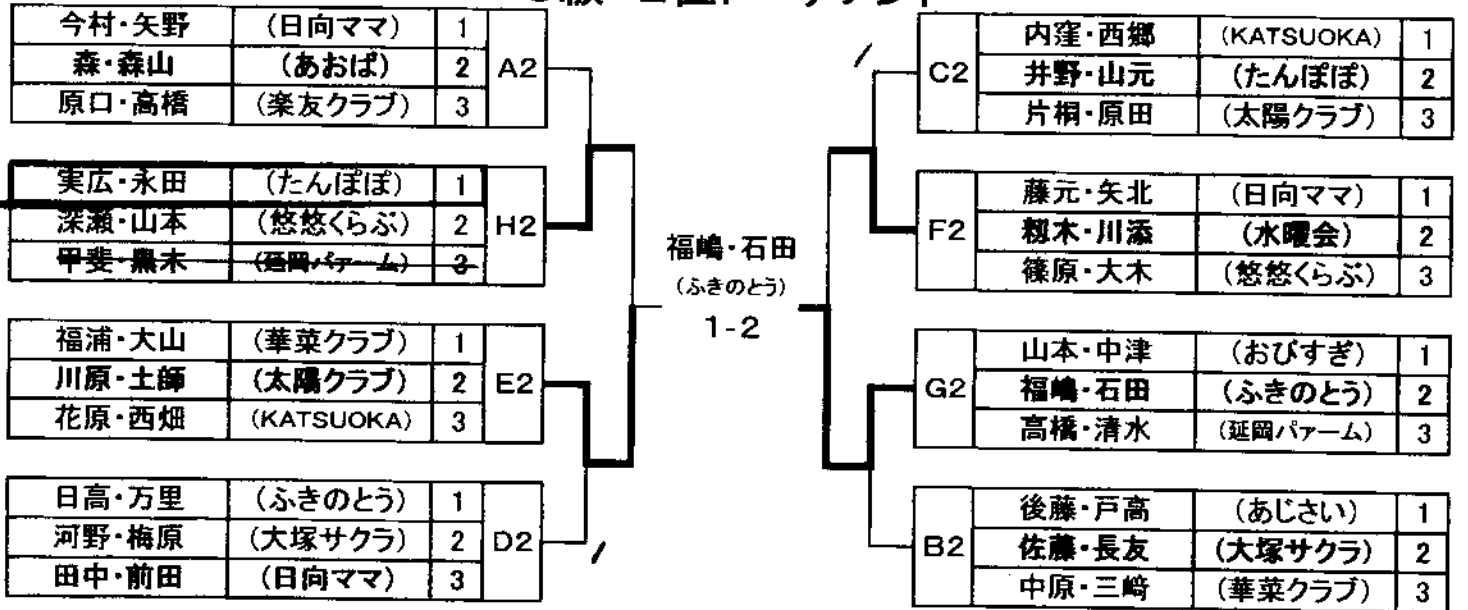 今村・矢野 (日向ママ) 1
森・森山 (あおば) 2 A2
原口・高橋 (楽友クラブ) 3
実広・永田 (たんぽぽ) 1
深瀬・山本 (悠悠くらぶ) 2 H2
甲斐・黒木 (延岡パァーム) 3
福浦・大山 (華菜クラブ) 1
川原・土師 (太陽クラブ) 2 E2
花原・西畑 (KATSUOKA) 3
日高・万里 (ふきのとう) 1
河野・梅原 (大塚サクラ) 2 D2
田中・前田 (日向ママ) 3
福嶋・石田
(ふきのとう)
1-2
内窪・西郷 (KATSUOKA) 1
C2 井野・山元 (たんぽぽ) 2
片桐・原田 (太陽クラブ) 3
藤元・矢北 (日向ママ) 1
F2 籾木・川添 (水曜会) 2
篠原・大木 (悠悠くらぶ) 3
山本・中津 (おびすぎ) 1
G2 福嶋・石田 (ふきのとう) 2
高橋・清水 (延岡パァーム) 3
後藤・戸高 (あじさい) 1
B2 佐藤・長友 (大塚サクラ) 2
中原・三崎 (華菜クラブ) 3